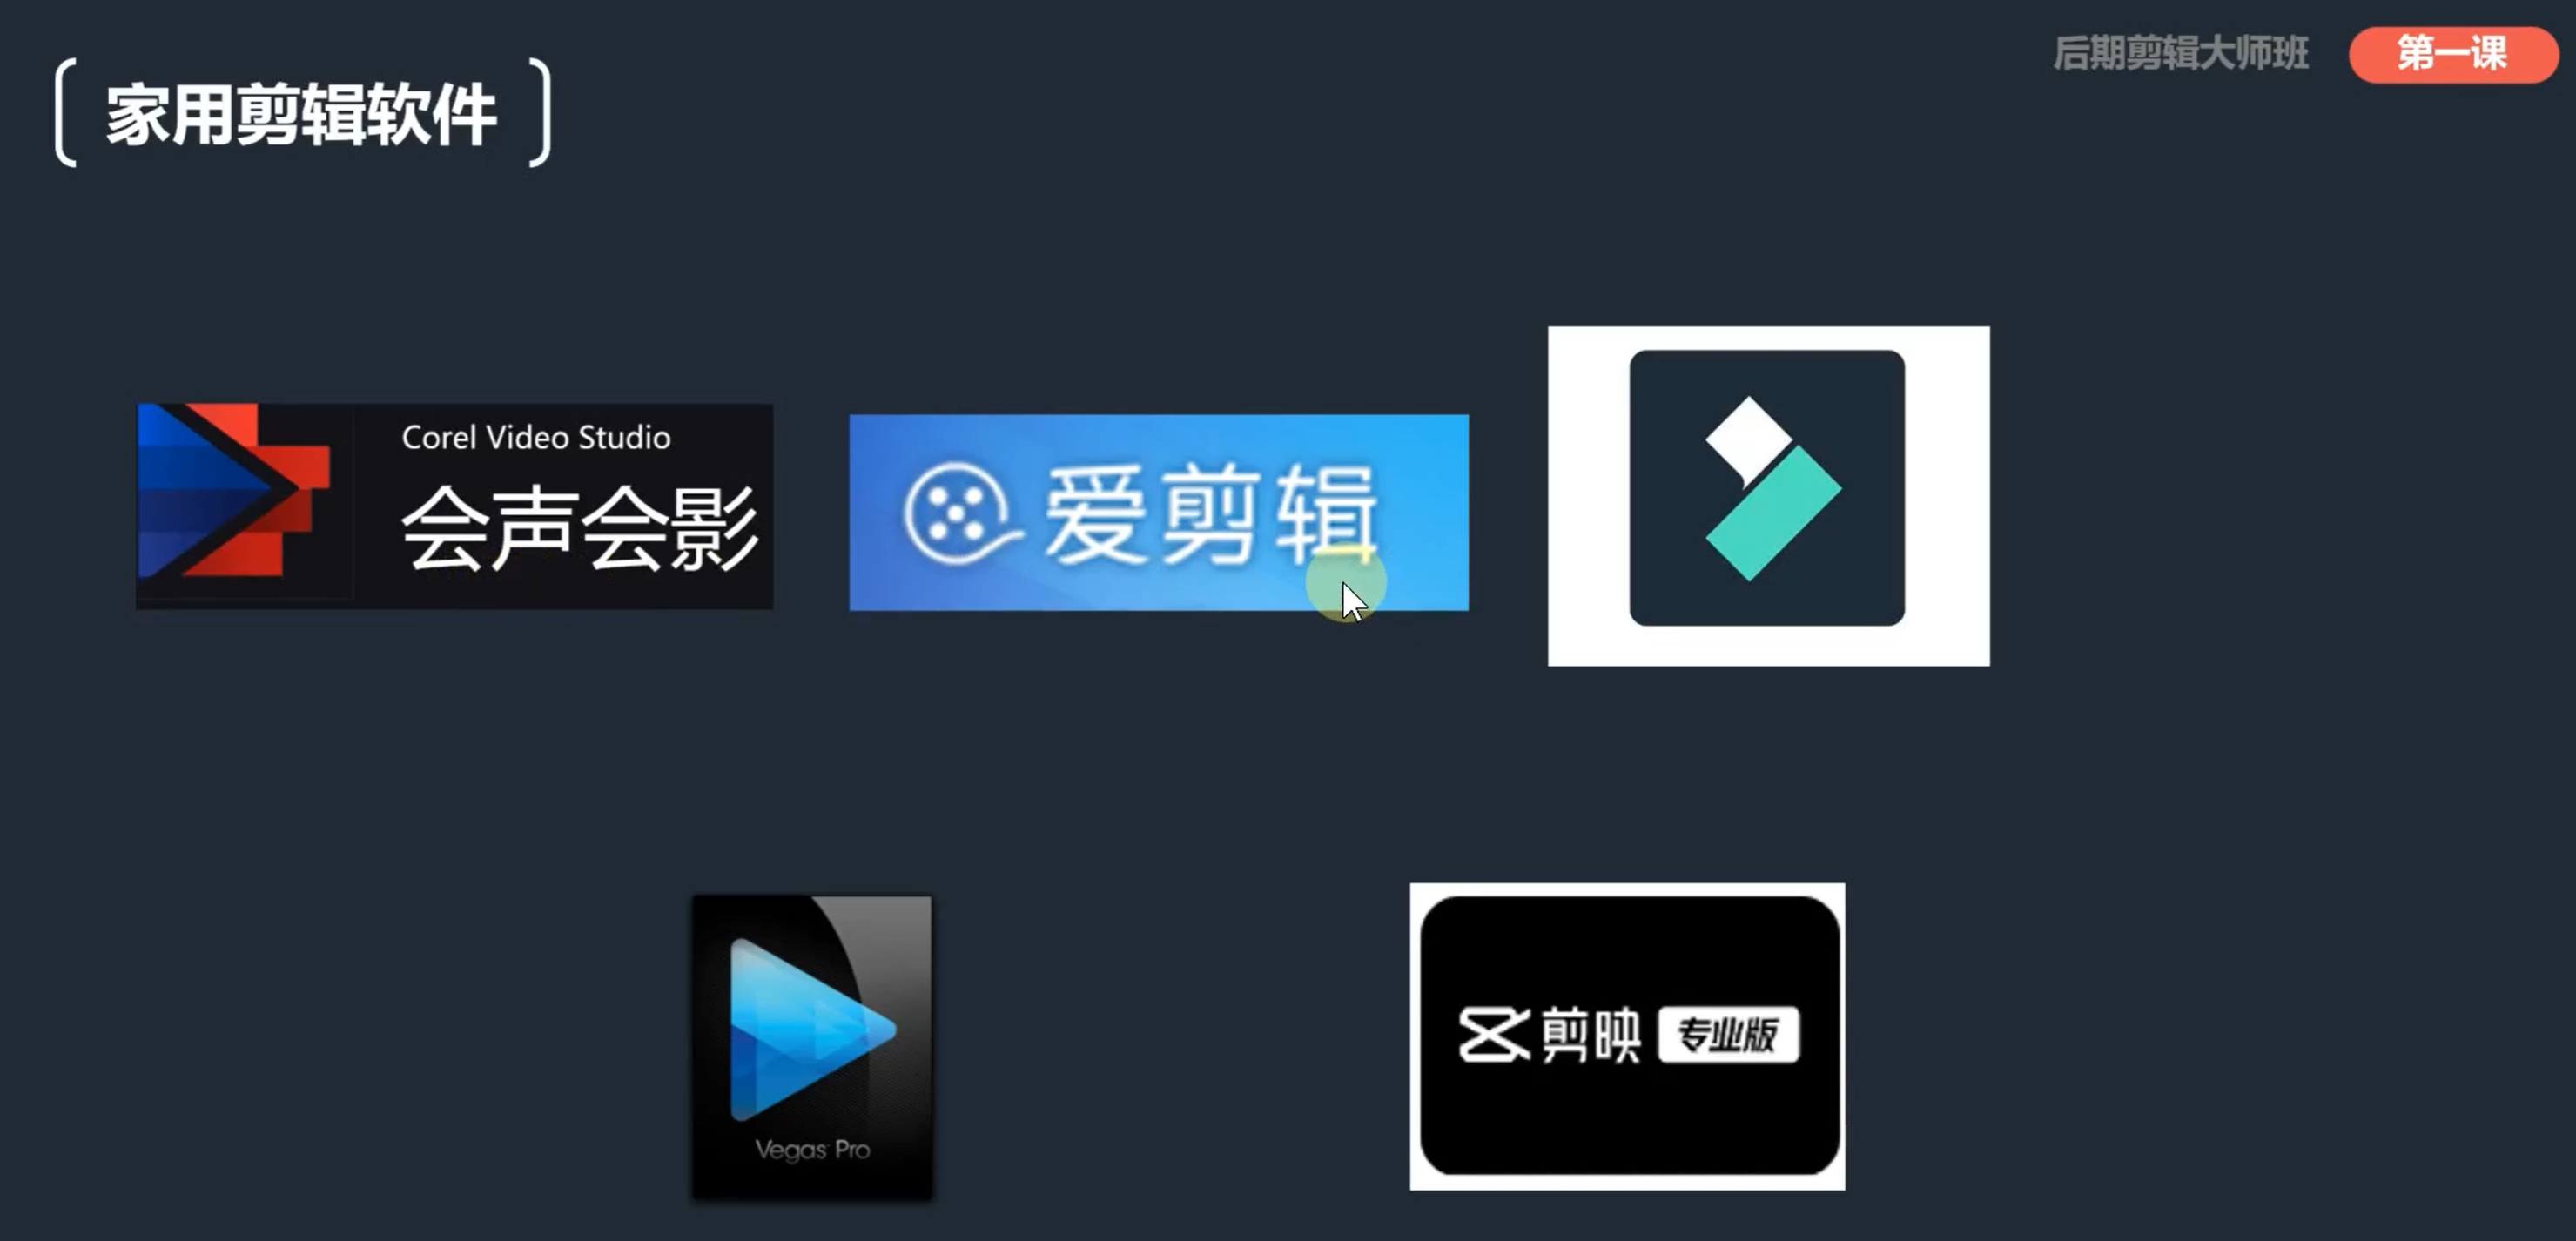 后期剪辑大师班
第一课
家用剪辑软件
Corel Video Studio
会声会影
爱剪辑
Vegas Pro
剪映 专业版